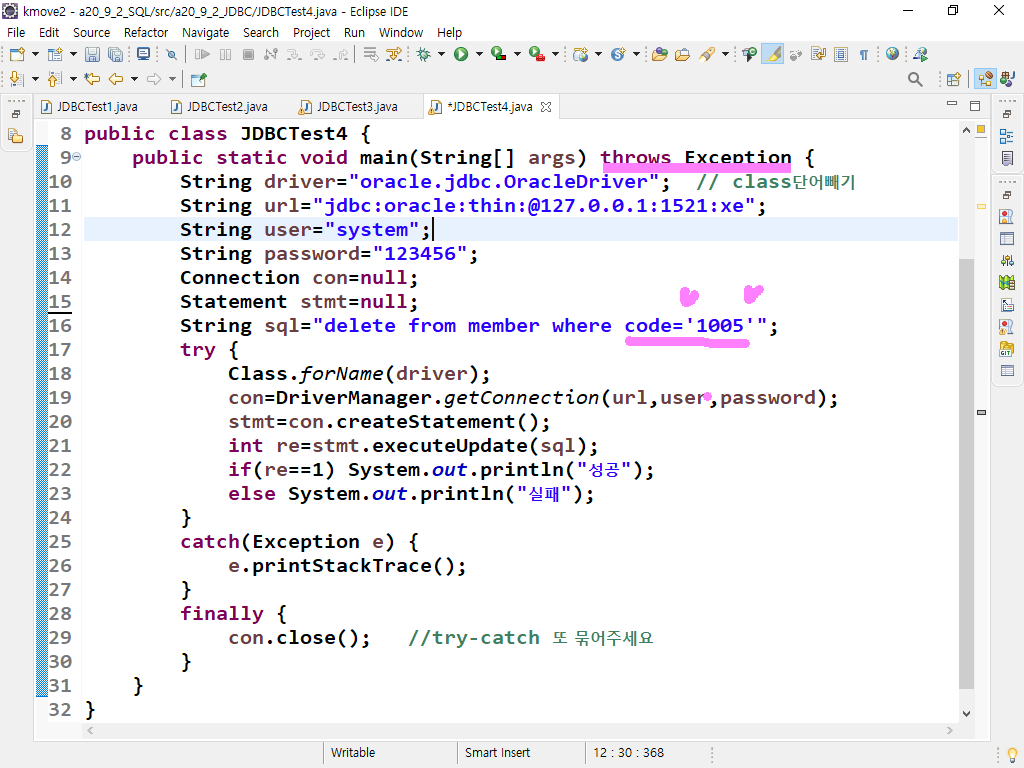 kmove2 - a20_9_2_SQL/src/a20_9_2_JDBC/JDBCTest4.java - Eclipse IDE
File Edit Source Refactor Navigate Search Project Run Window Help
JDBCTest1.java JDBCTest2.java JDBCTest3.java *JDBCTest4.java
8 public class JDBCTest4 {
9 public static void main(String[] args) throws Exception {
10 String driver="oracle.jdbc.OracleDriver"; // class단어빼기
11 String url="jdbc:oracle:thin:@127.0.0.1:1521:xe";
12 String user="system";
13 String password="123456";
14 Connection con=null;
15 Statement stmt=null;
16 String sql="delete from member where code='1005'";
17 try {
18 Class.forName(driver);
19 con=DriverManager.getConnection(url,user,password);
20 stmt=con.createStatement();
21 int re=stmt.executeUpdate(sql);
22 if(re==1) System.out.println("성공");
23 else System.out.println("실패");
24 }
25 catch(Exception e) {
26 e.printStackTrace();
27 }
28 finally {
29 con.close(); //try-catch 또 묶어주세요
30 }
31 }
32 }
Writable Smart Insert 12 : 30 : 368